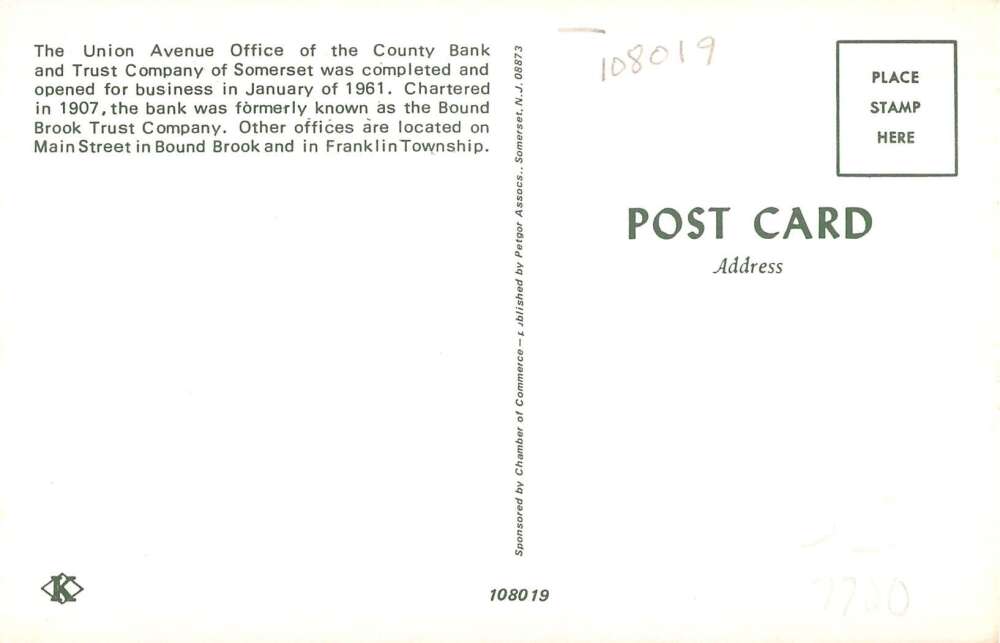 The Union Avenue Office of the County Bank
and Trust Company of Somerset was completed and
opened for business in January of 1961. Chartered
in 1907, the bank was formerly known as the Bound
Brook Trust Company. Other offices are located on
Main Street in Bound Brook and in Franklin Township.
Sponsored by Chamber of Commerce — Published by Petgor Assocs., Somerset, N.J. 08873
108019
PLACE
STAMP
HERE
POST CARD
Address
K
108019